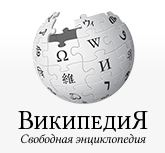 ВИКИПЕДИЯ
Свободная энциклопедия